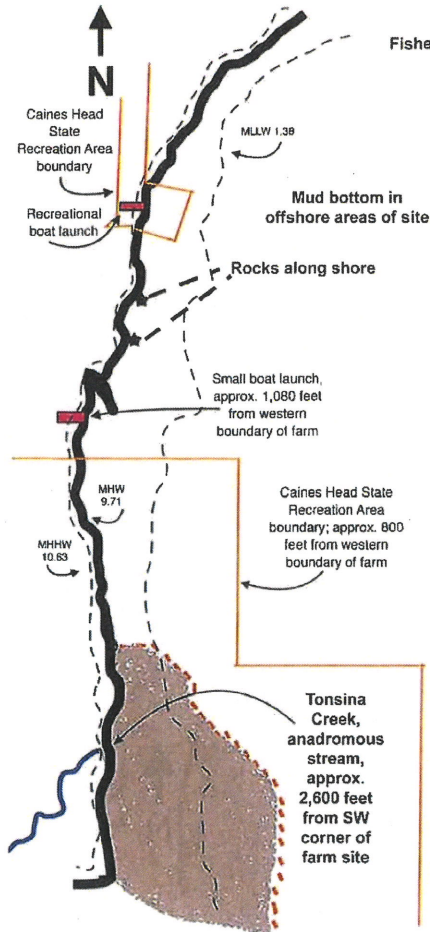 Fishe
N
Caines Head
State
Recreation Area
boundary
MLLW 1.38
Recreational
boat launch
Mud bottom in
offshore areas of site
Rocks along shore
Small boat launch,
approx. 1,080 feet
from western
boundary of farm
MHW
9.71
MHHW
10.63
Caines Head State
Recreation Area
boundary; approx. 800
feet from western
boundary of farm
Tonsina
Creek,
anadromous
stream,
approx.
2,600 feet
from SW
corner of
farm site